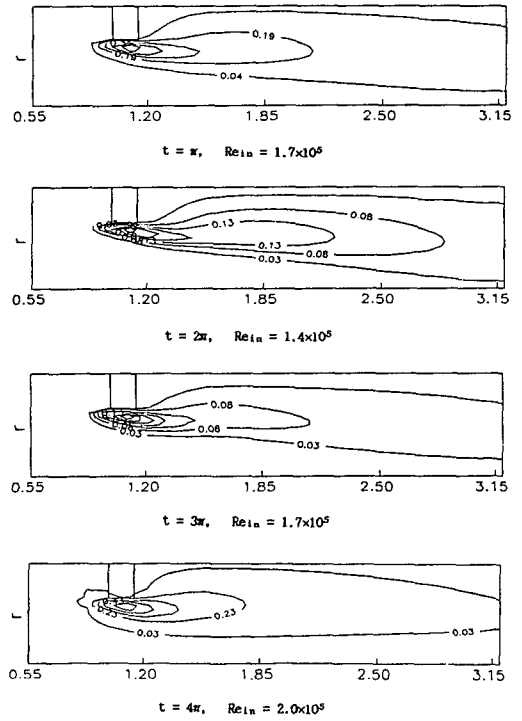 0.19
0.19
0.04
r
0.55 1.20 1.85 2.50 3.15
t = π, Rein = 1.7×10⁵
0.08
0.13
0.13
0.08
0.03
r
0.55 1.20 1.85 2.50 3.15
t = 2π, Rein = 1.4×10⁵
0.08
0.08
0.03
0.03
r
0.55 1.20 1.85 2.50 3.15
t = 3π, Rein = 1.7×10⁵
0.23
0.23
0.03
0.03
r
0.55 1.20 1.85 2.50 3.15
t = 4π, Rein = 2.0×10⁵